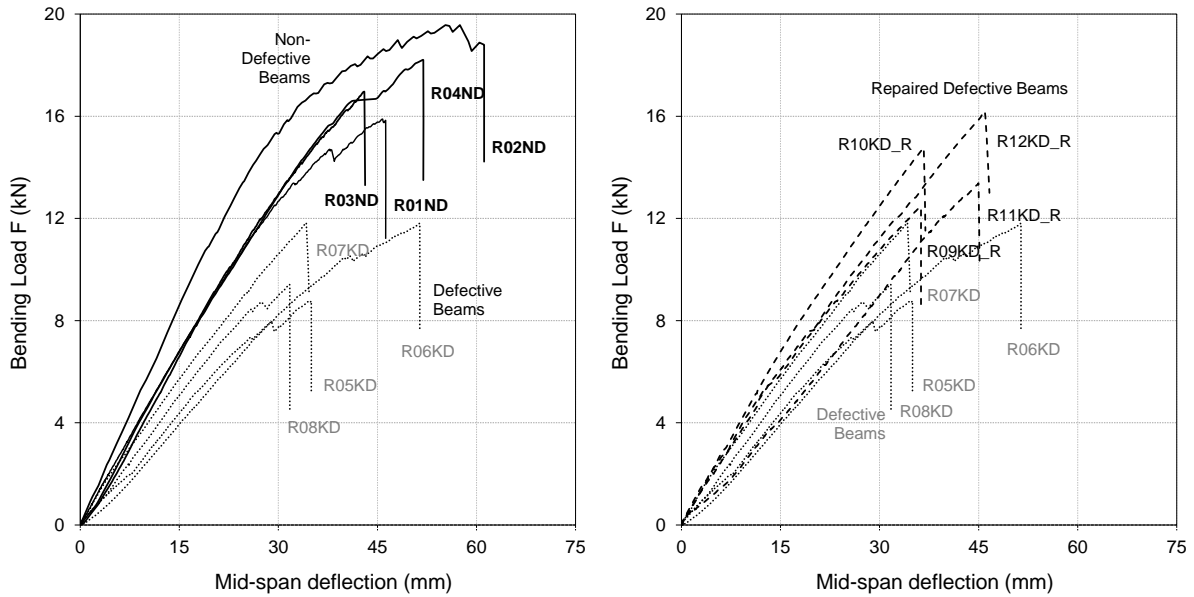 20
16
12
8
4
0
Bending Load F (kN)
Non-
Defective
Beams
R04ND
R02ND
R03ND
R01ND
R07KD
Defective
Beams
R06KD
R05KD
R08KD
0
15
30
45
60
75
Mid-span deflection (mm)
20
16
12
8
4
0
Bending Load F (kN)
Repaired Defective Beams
R10KD_R
R12KD_R
R11KD_R
R09KD_R
R07KD
R06KD
R05KD
Defective
Beams
R08KD
0
15
30
45
60
75
Mid-span deflection (mm)